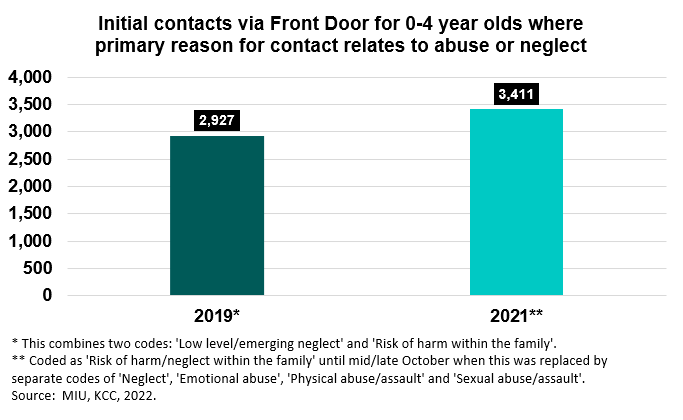 Initial contacts via Front Door for 0-4 year olds where
primary reason for contact relates to abuse or neglect
4,000
3,500
3,000
2,500
2,000
1,500
1,000
500
0
2,927
3,411
2019*
2021**
* This combines two codes: 'Low level/emerging neglect' and 'Risk of harm within the family'.
** Coded as 'Risk of harm/neglect within the family' until mid/late October when this was replaced by
separate codes of 'Neglect', 'Emotional abuse', 'Physical abuse/assault' and 'Sexual abuse/assault'.
Source:  MIU, KCC, 2022.